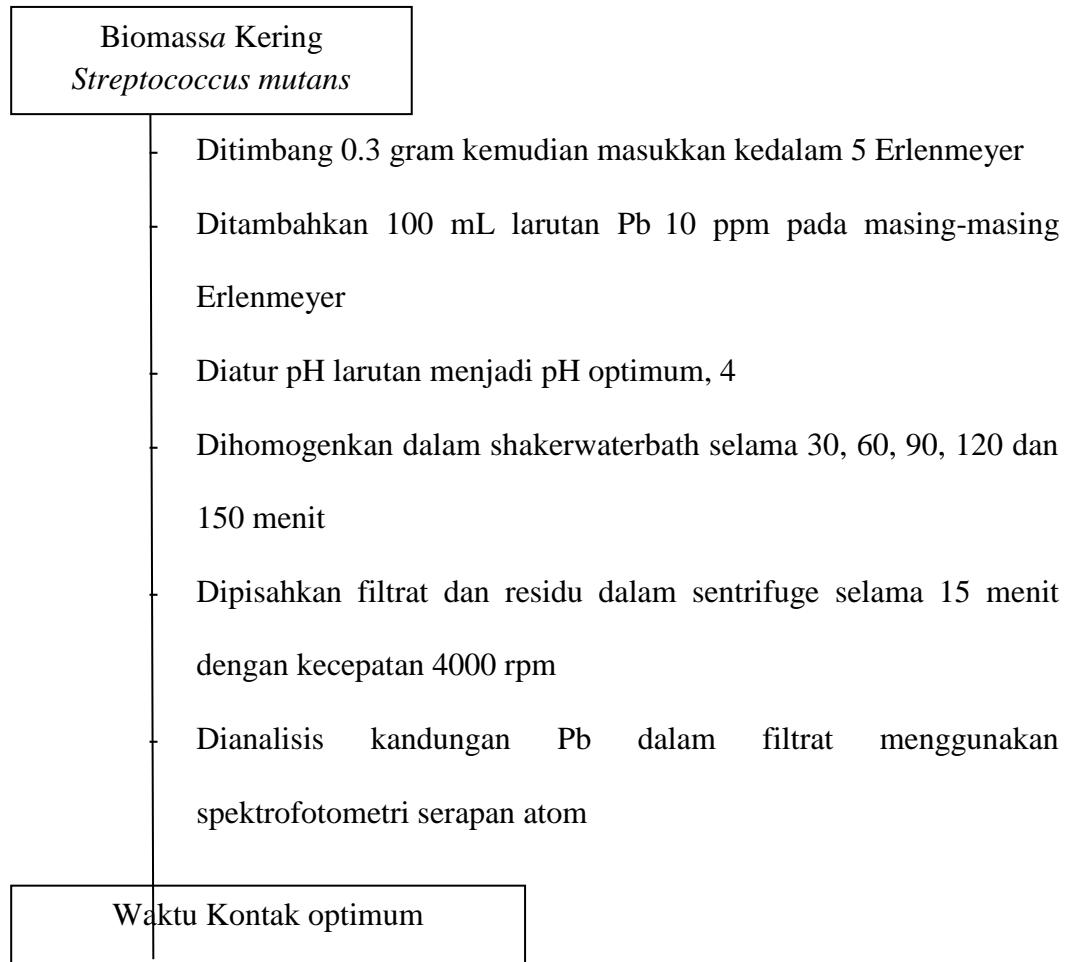 Biomassa Kering
Streptococcus mutans
- Ditimbang 0.3 gram kemudian masukkan kedalam 5 Erlenmeyer
- Ditambahkan 100 mL larutan Pb 10 ppm pada masing-masing
Erlenmeyer
- Diatur pH larutan menjadi pH optimum, 4
- Dihomogenkan dalam shakerwaterbath selama 30, 60, 90, 120 dan
150 menit
- Dipisahkan filtrat dan residu dalam sentrifuge selama 15 menit
dengan kecepatan 4000 rpm
- Dianalisis kandungan Pb dalam filtrat menggunakan
spektrofotometri serapan atom
Waktu Kontak optimum